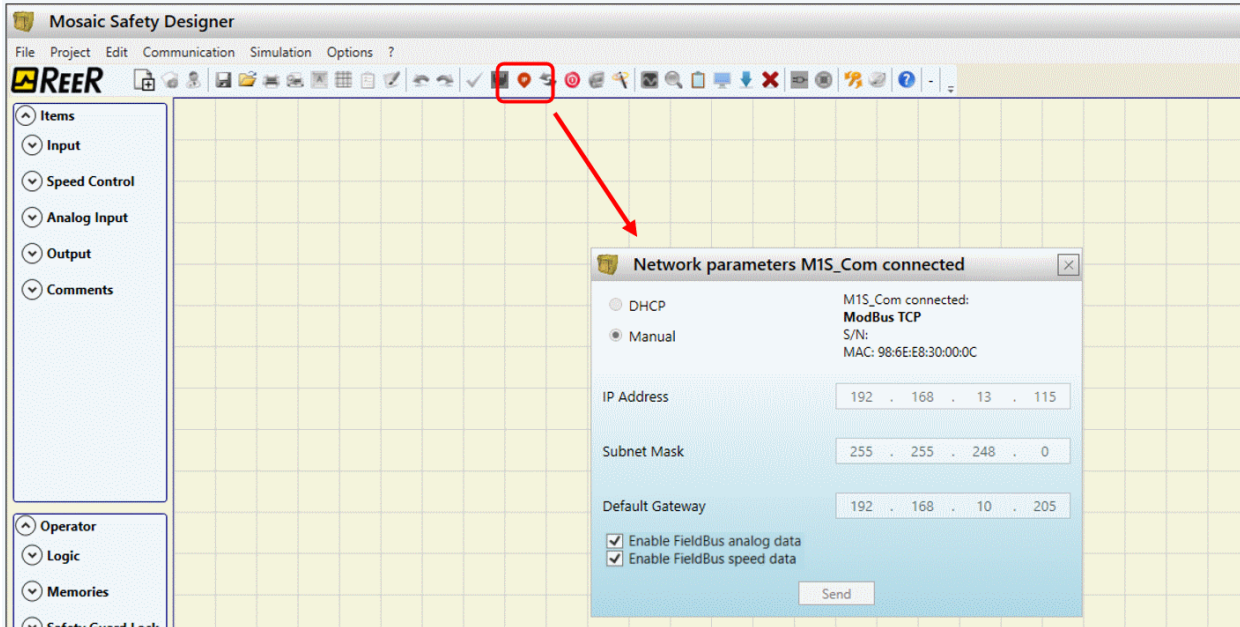 Mosaic Safety Designer
File Project Edit Communication Simulation Options ?
REER
Items
Input
Speed Control
Analog Input
Output
Comments
Operator
Logic
Memories
Safety Guard Lock
Network parameters M1S_Com connected
DHCP
Manual
M1S_Com connected:
ModBus TCP
S/N:
MAC: 98:6E:E8:30:00:0C
IP Address 192 . 168 . 13 . 115
Subnet Mask 255 . 255 . 248 . 0
Default Gateway 192 . 168 . 10 . 205
Enable FieldBus analog data
Enable FieldBus speed data
Send